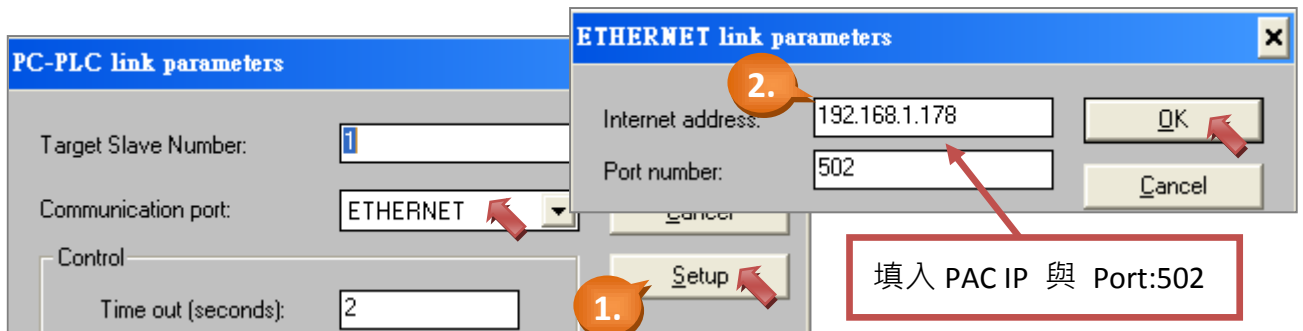 PC-PLC link parameters
Target Slave Number:
1
Communication port:
ETHERNET
Cancel
Control
Setup
1.
Time out (seconds):
2
ETHERNET link parameters
2.
Internet address:
192.168.1.178
OK
Port number:
502
Cancel
填入 PAC IP 與 Port:502